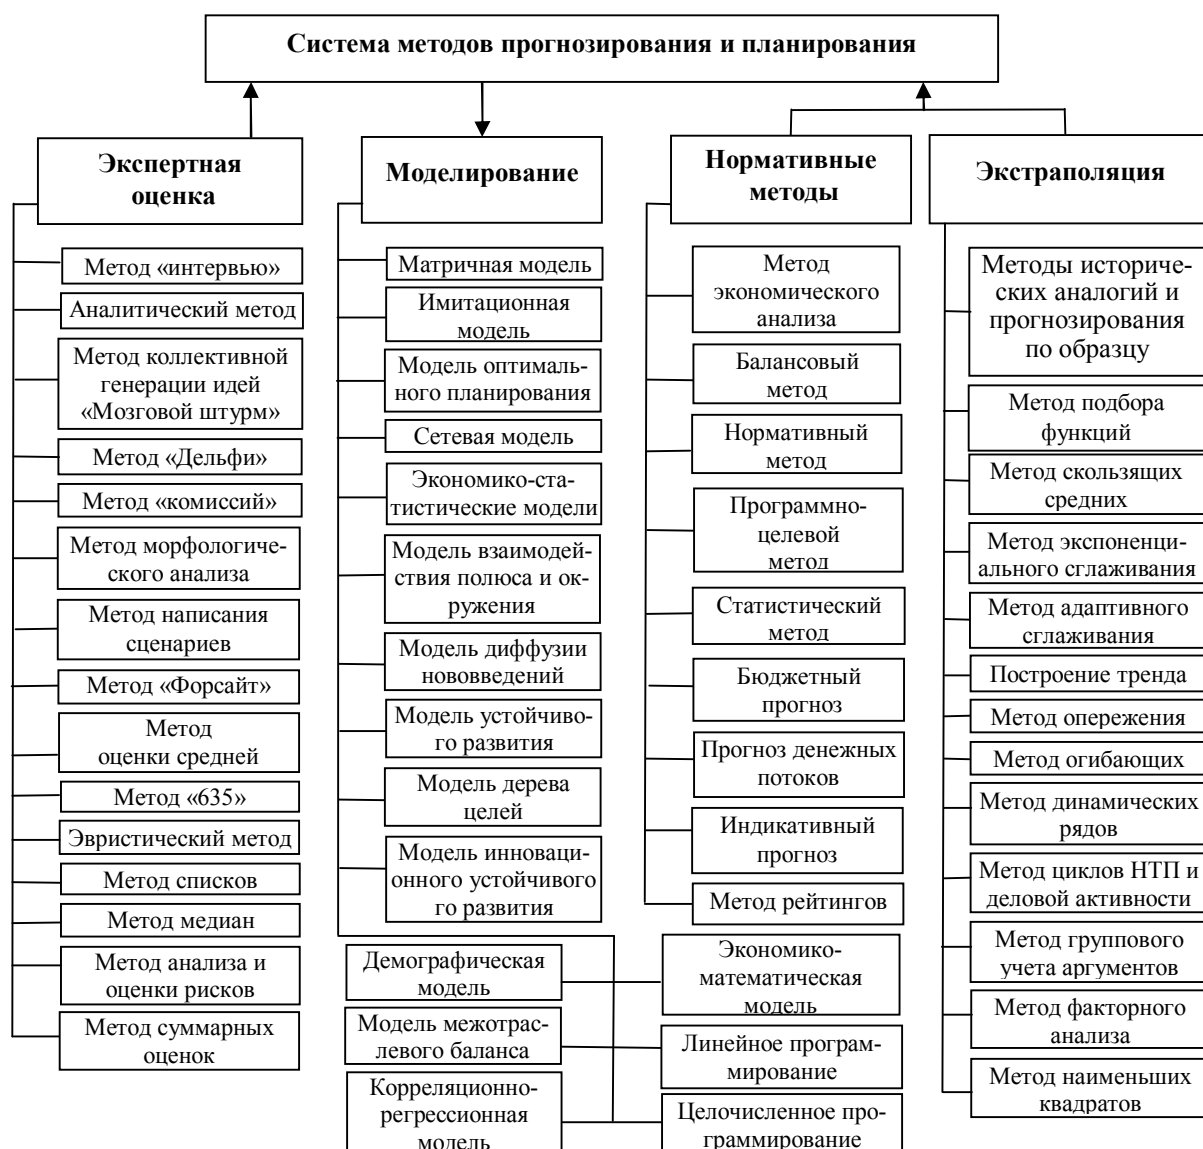 Система методов прогнозирования и планирования
Экспертная
оценка
Метод «интервью»
Аналитический метод
Метод коллективной
генерации идей
«Мозговой штурм»
Метод «Дельфи»
Метод «комиссий»
Метод морфологиче-
ского анализа
Метод написания
сценариев
Метод «Форсайт»
Метод
оценки средней
Метод «635»
Эвристический метод
Метод списков
Метод медиан
Метод анализа и
оценки рисков
Метод суммарных
оценок
Моделирование
Матричная модель
Имитационная
модель
Модель оптималь-
ного планирования
Сетевая модель
Экономико-ста-
тистические модели
Модель взаимодей-
ствия полюса и ок-
ружения
Модель диффузии
нововведений
Модель устойчиво-
го развития
Модель дерева
целей
Модель инноваци-
онного устойчивого
го развития
Демографическая
модель
Модель межотрас-
левого баланса
Корреляционно-
регрессионная
модель
Экономико-
математическая
модель
Линейное програм-
мирование
Целочисленное про-
граммирование
Нормативные
методы
Метод
экономического
анализа
Балансовый
метод
Нормативный
метод
Программно-
целевой
метод
Статистический
метод
Бюджетный
прогноз
Прогноз денежных
потоков
Индикативный
прогноз
Метод рейтингов
Экстраполяция
Методы историче-
ских аналогий и
прогнозирования
по образцу
Метод подбора
функций
Метод скользящих
средних
Метод экспоненци-
ального сглаживания
Метод адаптивного
сглаживания
Построение тренда
Метод опережения
Метод огибающих
Метод динамических
рядов
Метод циклов НТП и
деловой активности
Метод группового
учета аргументов
Метод факторного
анализа
Метод наименьших
квадратов